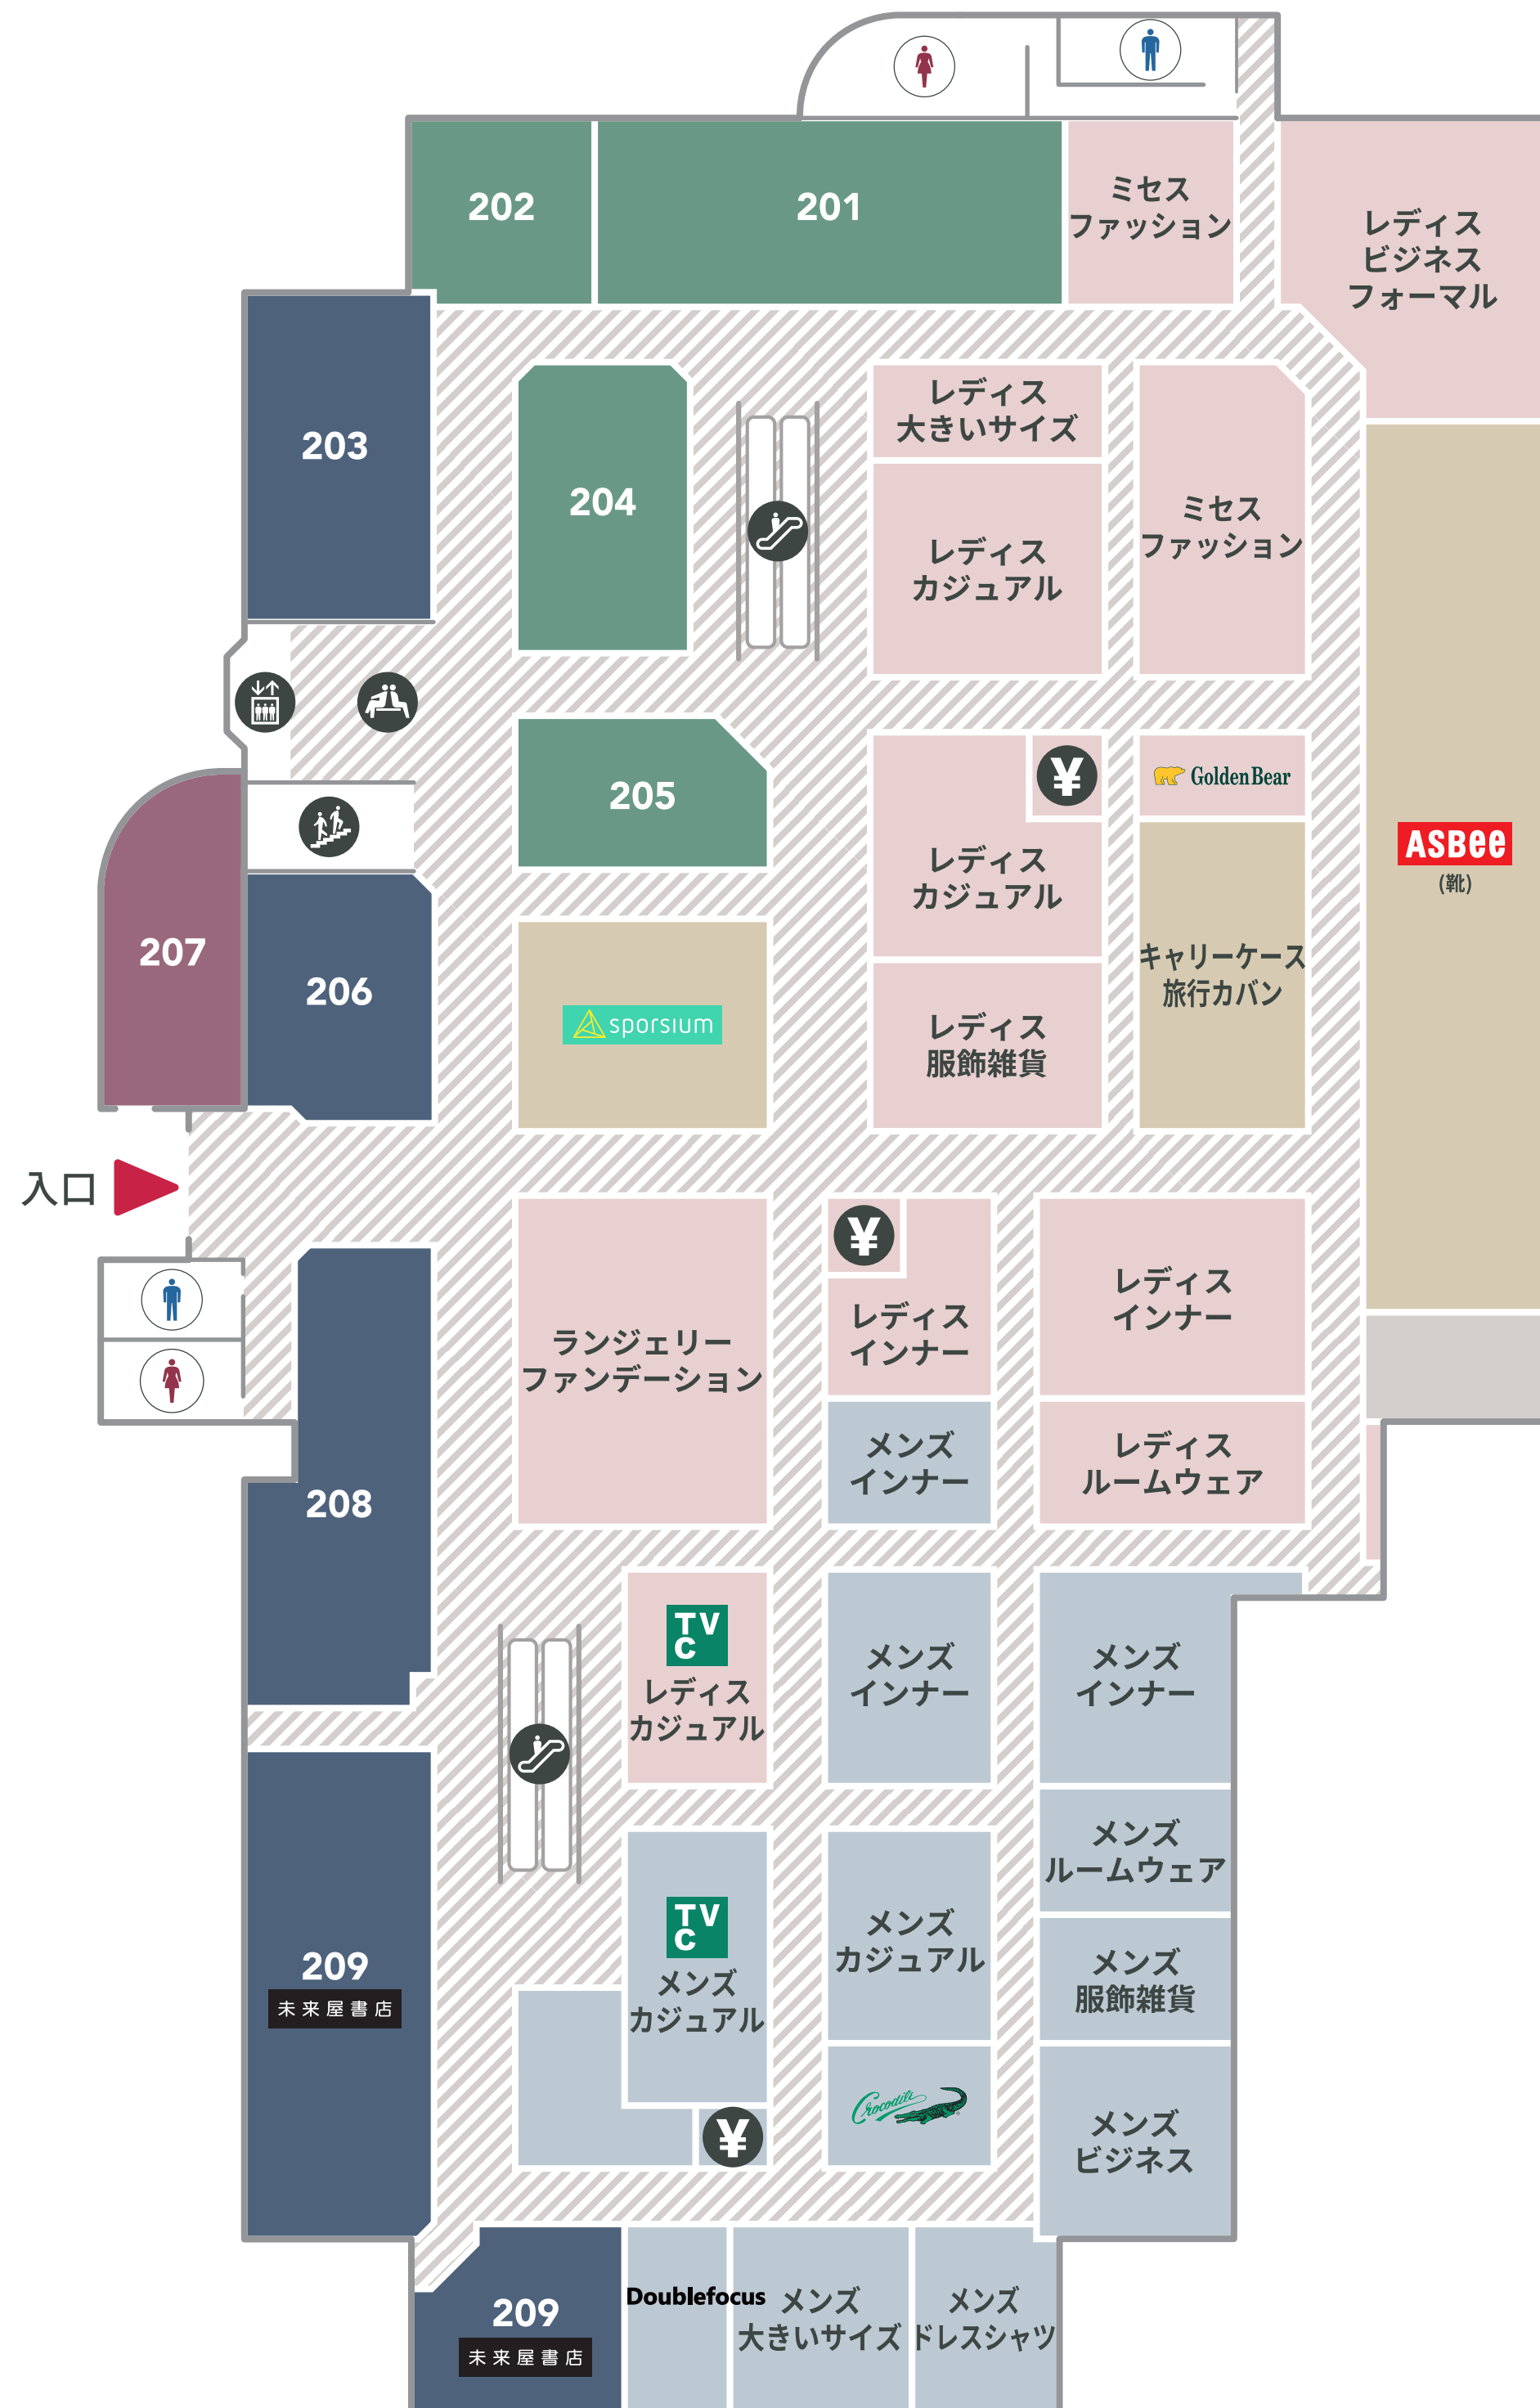 202
201
ミセス
ファッション
レディス
ビジネス
フォーマル
203
204
レディス
大きいサイズ
レディス
カジュアル
ミセス
ファッション
205
¥
Golden Bear
レディス
カジュアル
ASBee
(靴)
207
206
sporsium
レディス
服飾雑貨
キャリーケース
旅行カバン
入口
¥
レディス
インナー
レディス
インナー
ランジェリー
ファンデーション
メンズ
インナー
レディス
ルームウェア
208
TVC
レディス
カジュアル
メンズ
インナー
メンズ
インナー
メンズ
ルームウェア
209
未来屋書店
TVC
メンズ
カジュアル
メンズ
カジュアル
メンズ
服飾雑貨
¥
Crocodile
メンズ
ビジネス
209
未来屋書店
Doublefocus
メンズ
大きいサイズ
メンズ
ドレスシャツ